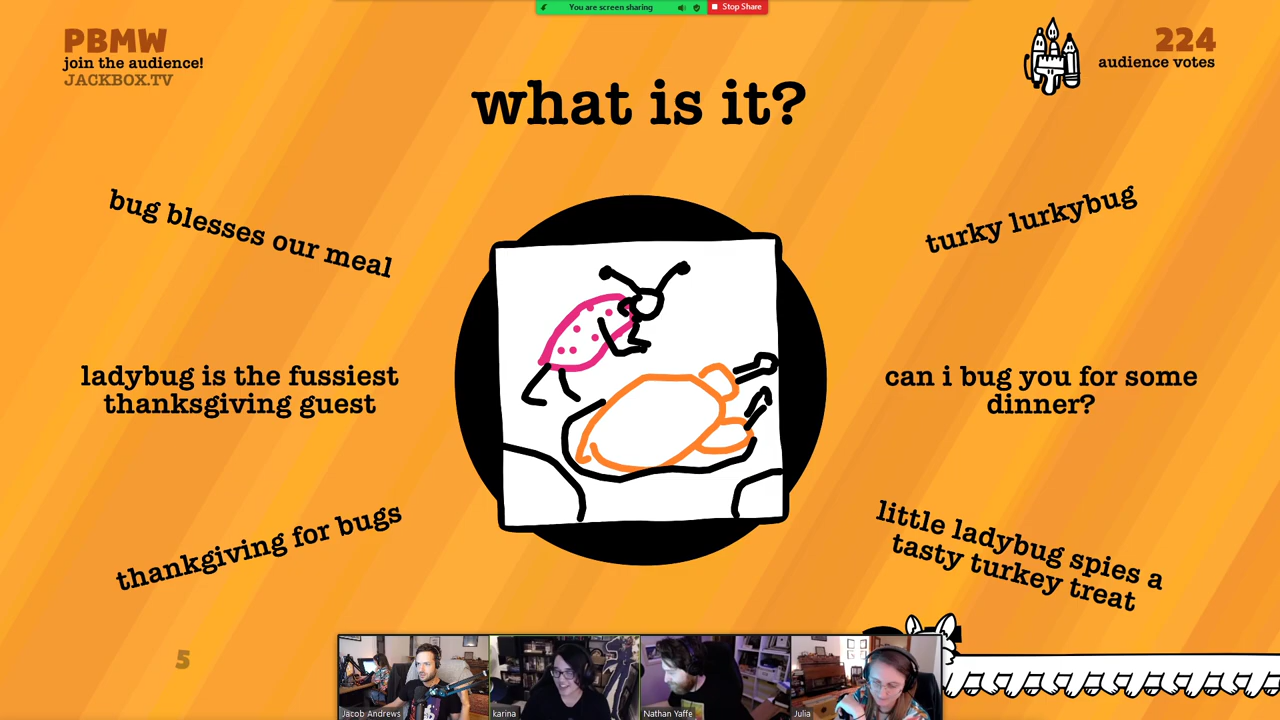 You are screen sharing
Stop Share
PBMW
join the audience!
JACKBOX.TV
224
audience votes
what is it?
bug blesses our meal
turky lurkybug
ladybug is the fussiest
thanksgiving guest
can i bug you for some
dinner?
thankgiving for bugs
little ladybug spies a
tasty turkey treat
5
Jacob Andrews
karina
Nathan Yaffe
Julia